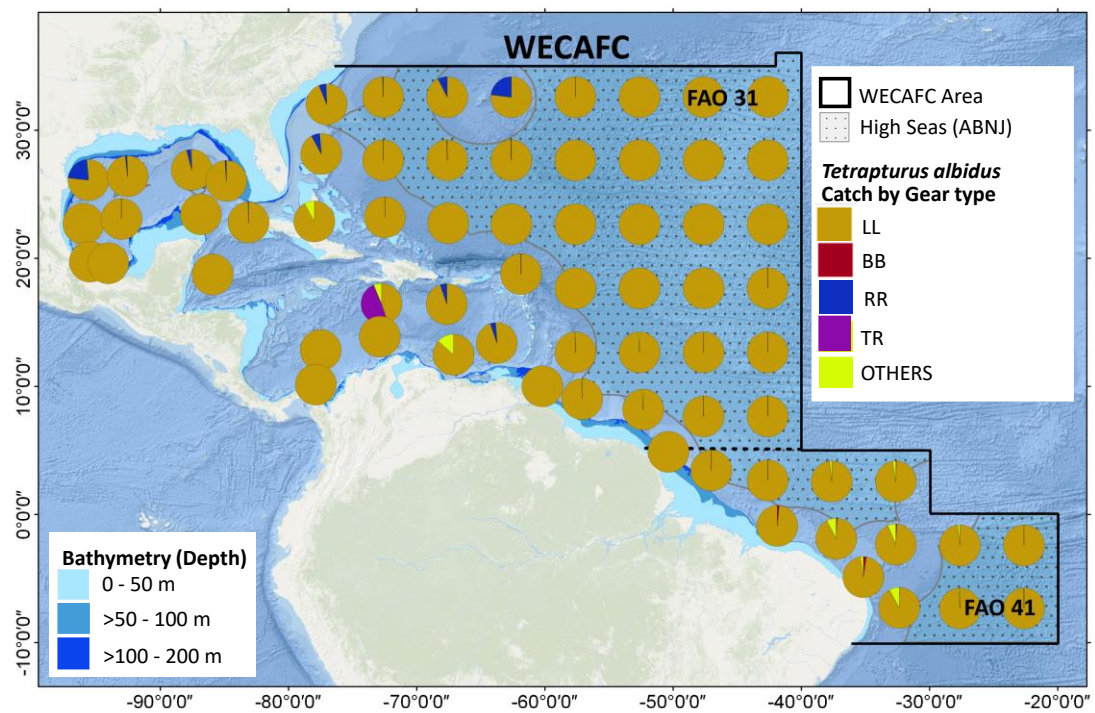 WECAFC
FAO 31
WECAFC Area
High Seas (ABNJ)
Tetrapturus albidus
Catch by Gear type
LL
BB
RR
TR
OTHERS
FAO 41
Bathymetry (Depth)
0 - 50 m
>50 - 100 m
>100 - 200 m
30°0'0"
20°0'0"
10°0'0"
0°0'0"
-10°0'0"
-90°0'0"
-80°0'0"
-70°0'0"
-60°0'0"
-50°0'0"
-40°0'0"
-30°0'0"
-20°0'0"